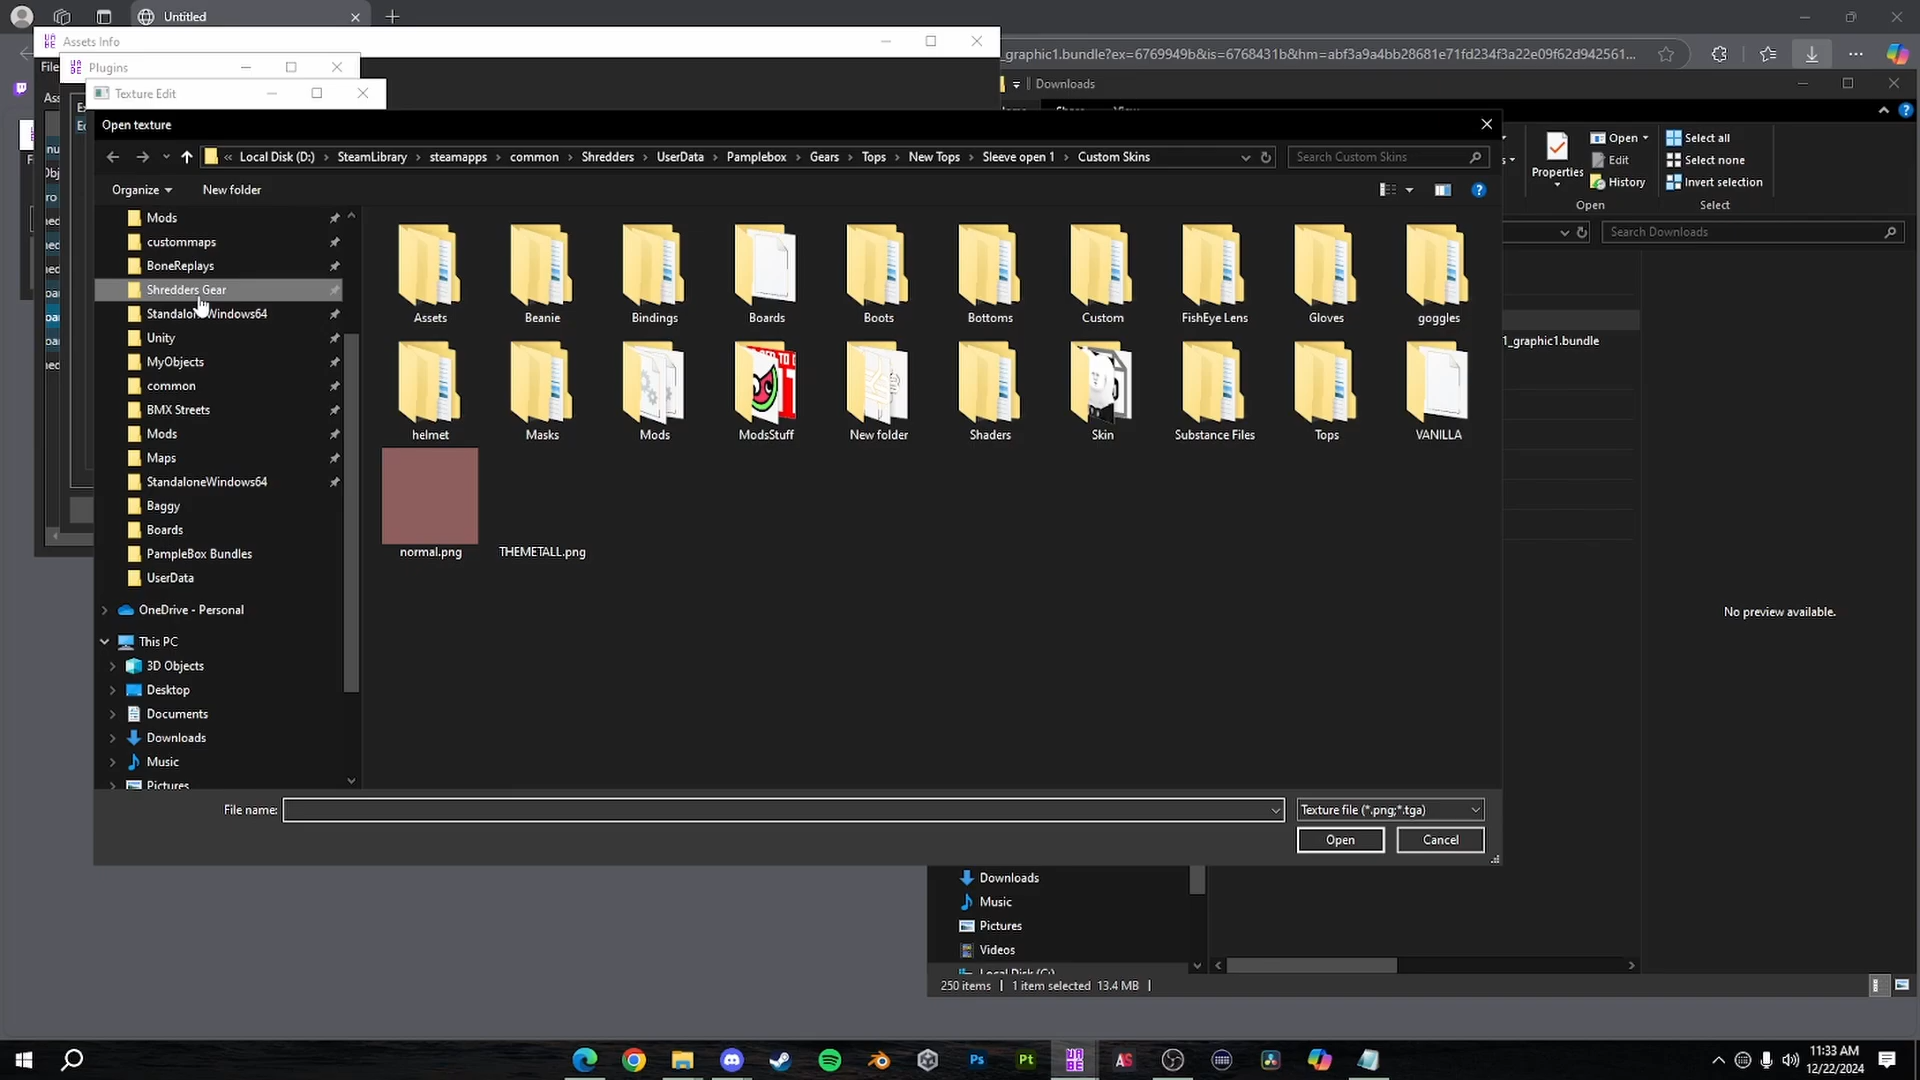 Untitled
Assets Info
Plugins
Texture Edit
_graphic1.bundle?ex=6769949b&is=6768431b&hm=abf3a9a4bb28681e71fd234f3a22e09f62d942561...
Downloads
File
Open texture
Local Disk (D:) > SteamLibrary > steamapps > common > Shredders > UserData > Pamplebox > Gears > Tops > New Tops > Sleeve open 1 > Custom Skins
Search Custom Skins
Organize
New folder
Open
Edit
History
Properties
Select all
Select none
Invert selection
Open
Select
Search Downloads
Mods
custommaps
BoneReplays
Shredders Gear
StandaloneWindows64
Unity
MyObjects
common
BMX Streets
Mods
Maps
StandaloneWindows64
Baggy
Boards
PampleBox Bundles
UserData
OneDrive - Personal
This PC
3D Objects
Desktop
Documents
Downloads
Music
Pictures
Assets
Beanie
Bindings
Boards
Boots
Bottoms
Custom
FishEye Lens
Gloves
goggles
helmet
Masks
Mods
ModsStuff
New folder
Shaders
Skin
Substance Files
Tops
VANILLA
normal.png
THEMETALL.png
1_graphic1.bundle
No preview available.
File name:
Texture file (*.png;*.tga)
Open
Cancel
Downloads
Music
Pictures
Videos
Local Disk (C:)
250 items
1 item selected 13.4 MB
Ps
Pt
AS
11:33 AM
12/22/2024